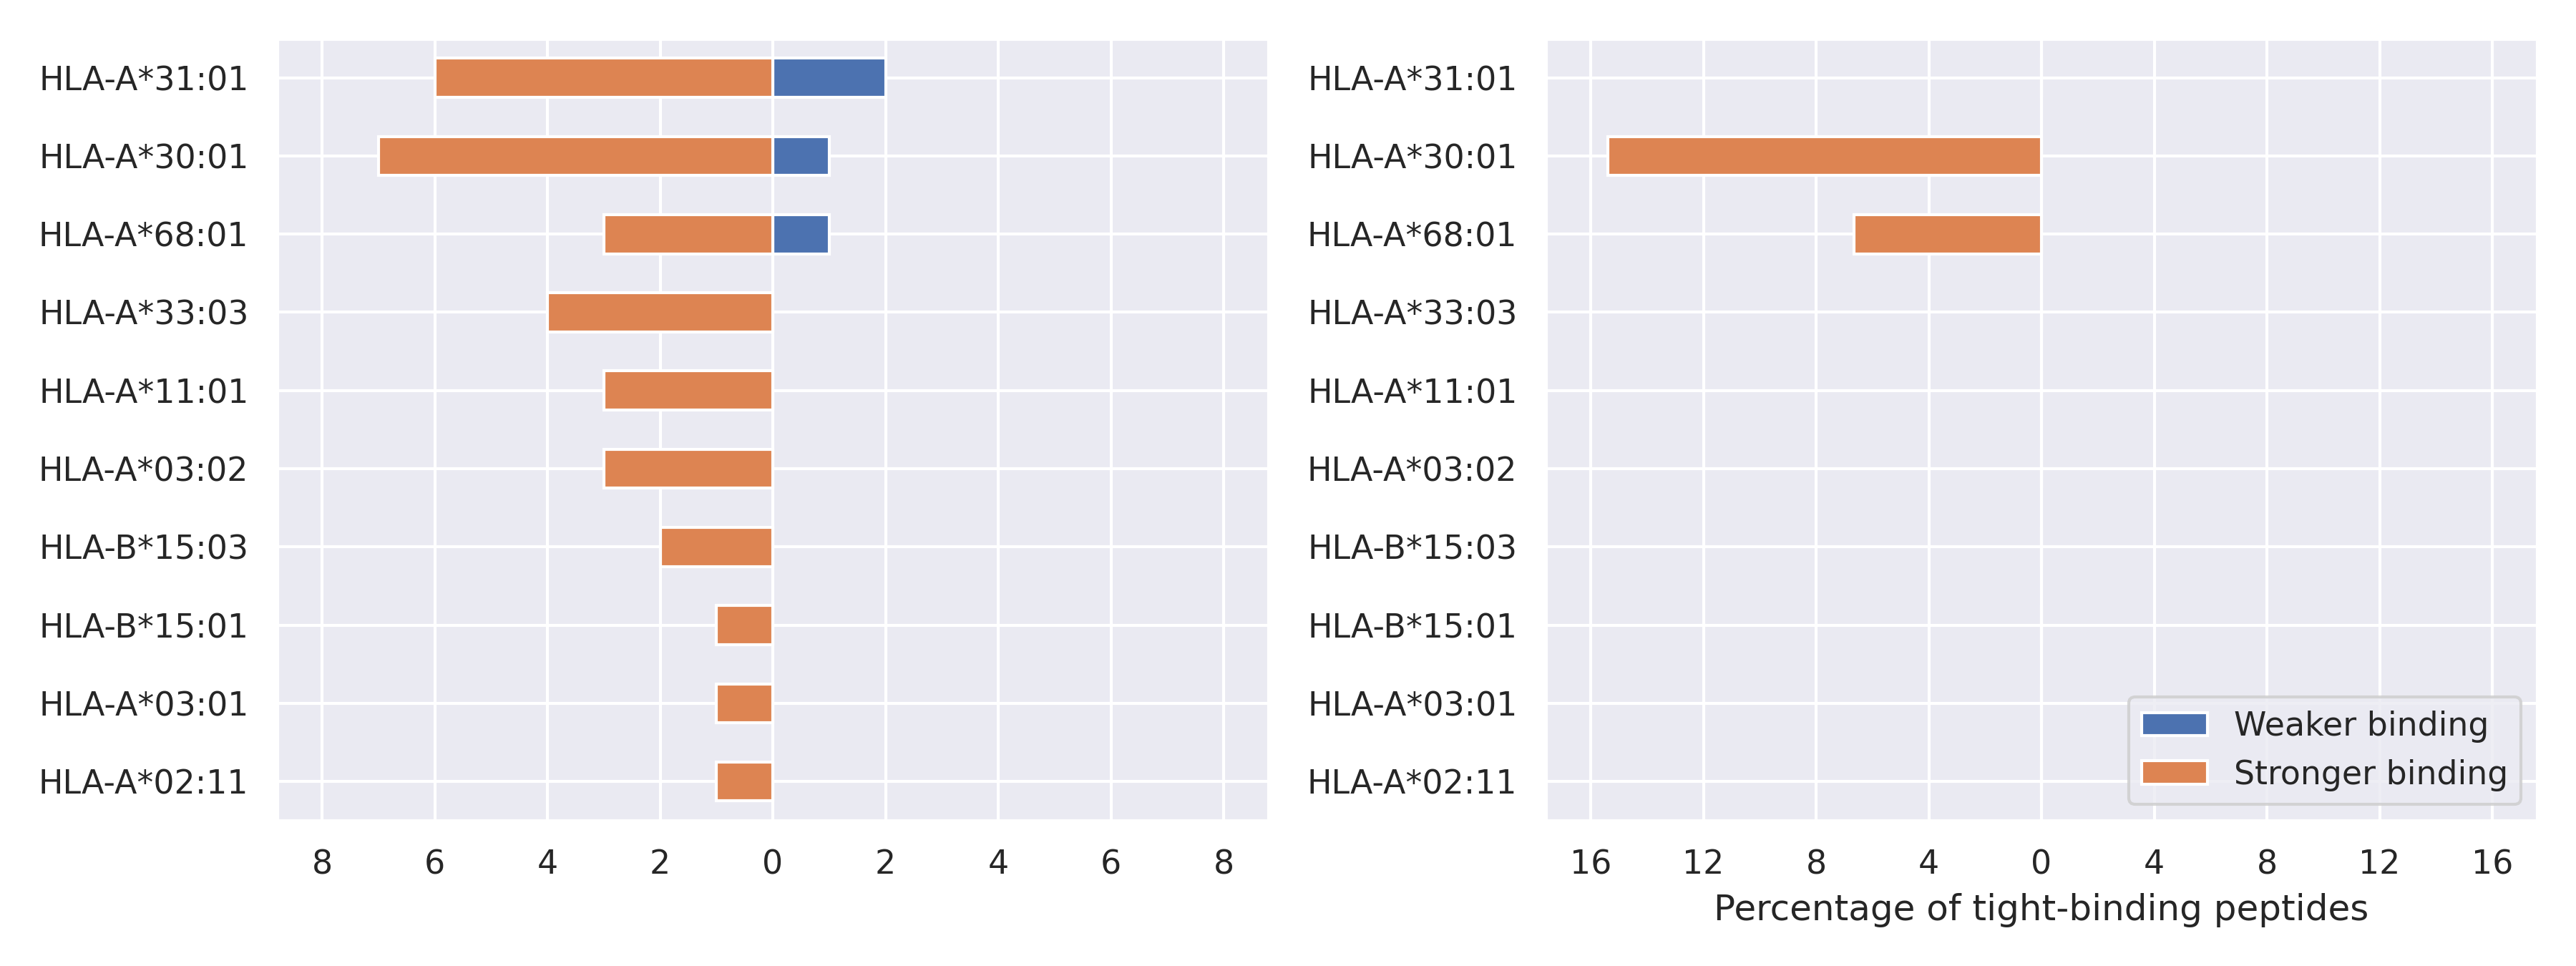 HLA-A*31:01
HLA-A*30:01
HLA-A*68:01
HLA-A*33:03
HLA-A*11:01
HLA-A*03:02
HLA-B*15:03
HLA-B*15:01
HLA-A*03:01
HLA-A*02:11
8 6 4 2 0 2 4 6 8
HLA-A*31:01
HLA-A*30:01
HLA-A*68:01
HLA-A*33:03
HLA-A*11:01
HLA-A*03:02
HLA-B*15:03
HLA-B*15:01
HLA-A*03:01
HLA-A*02:11
Weaker binding
Stronger binding
16 12 8 4 0 4 8 12 16
Percentage of tight-binding peptides